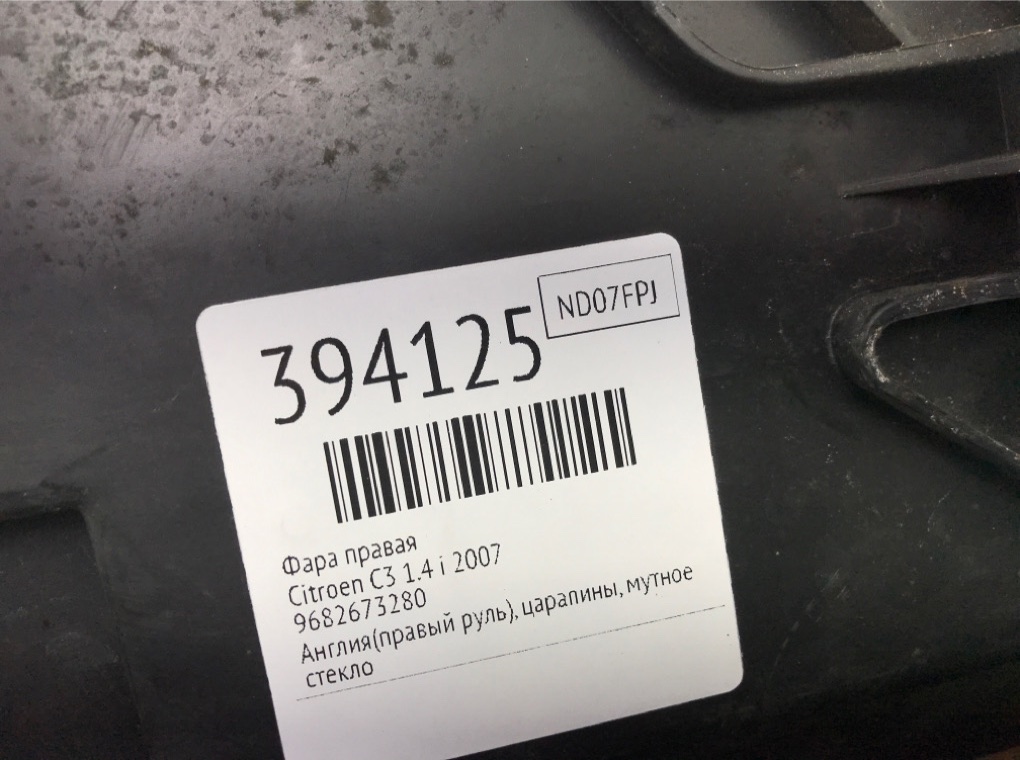 394125
ND07FPJ
Фара правая
Citroen C3 1.4 i 2007
9682673280
Англия(правый руль), царапины, мутное
стекло